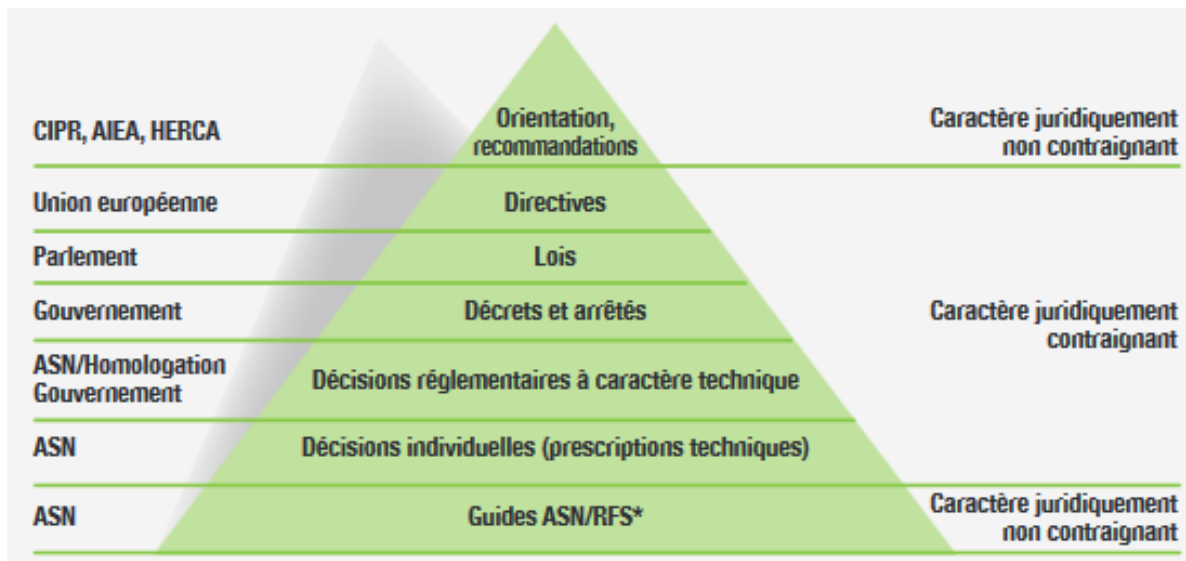 CIPR, AIEA, HERCA
Orientation,
recommandations
Caractère juridiquement
non contraignant
Union européenne
Directives
Parlement
Lois
Gouvernement
Décrets et arrêtés
Caractère juridiquement
contraignant
ASN/Homologation
Gouvernement
Décisions réglementaires à caractère technique
ASN
Décisions individuelles (prescriptions techniques)
ASN
Guides ASN/RFS*
Caractère juridiquement
non contraignant